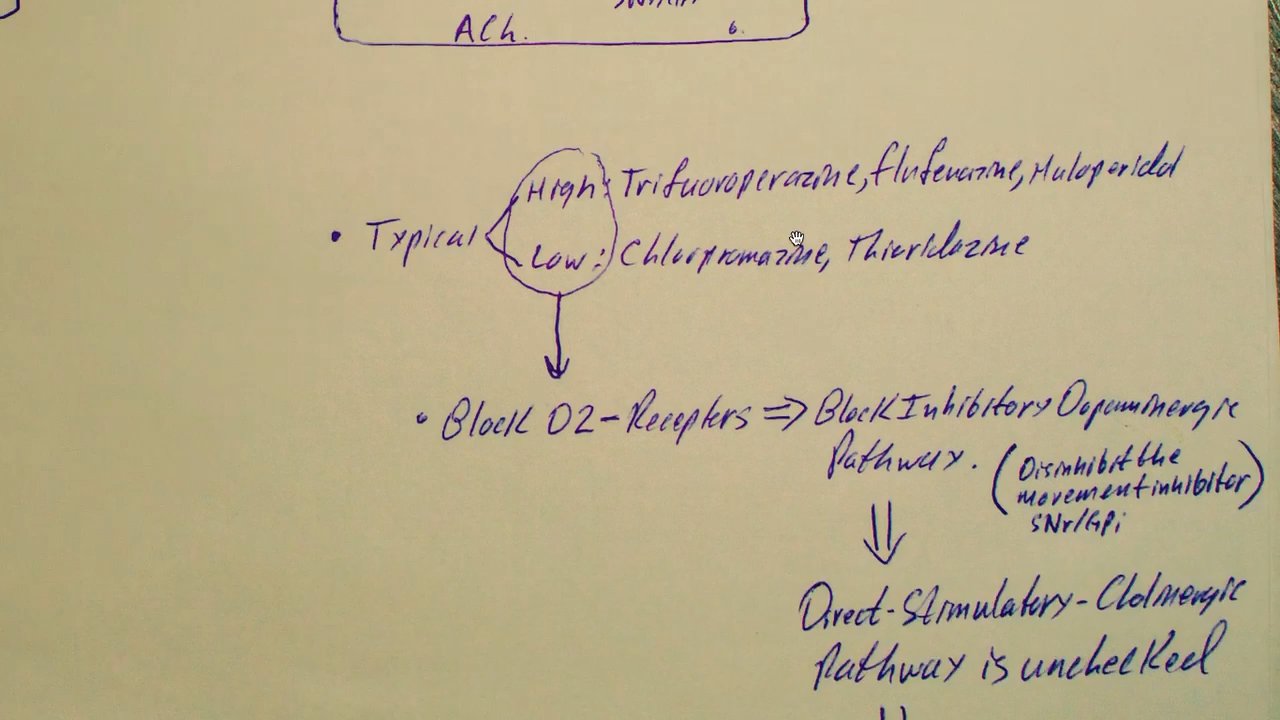 ACh. 6.
High: Trifuoroperazine, flufenazine, Haloperidol
• Typical
Low: Chlorpromazine, Thioridazine
• Block D2-Receptors => Block Inhibitory Dopaminergic
Pathway. (Disinhibit the
movement inhibitor
SNr/GPi)
Direct-Stimulatory-Cholinergic
Pathway is unchecked